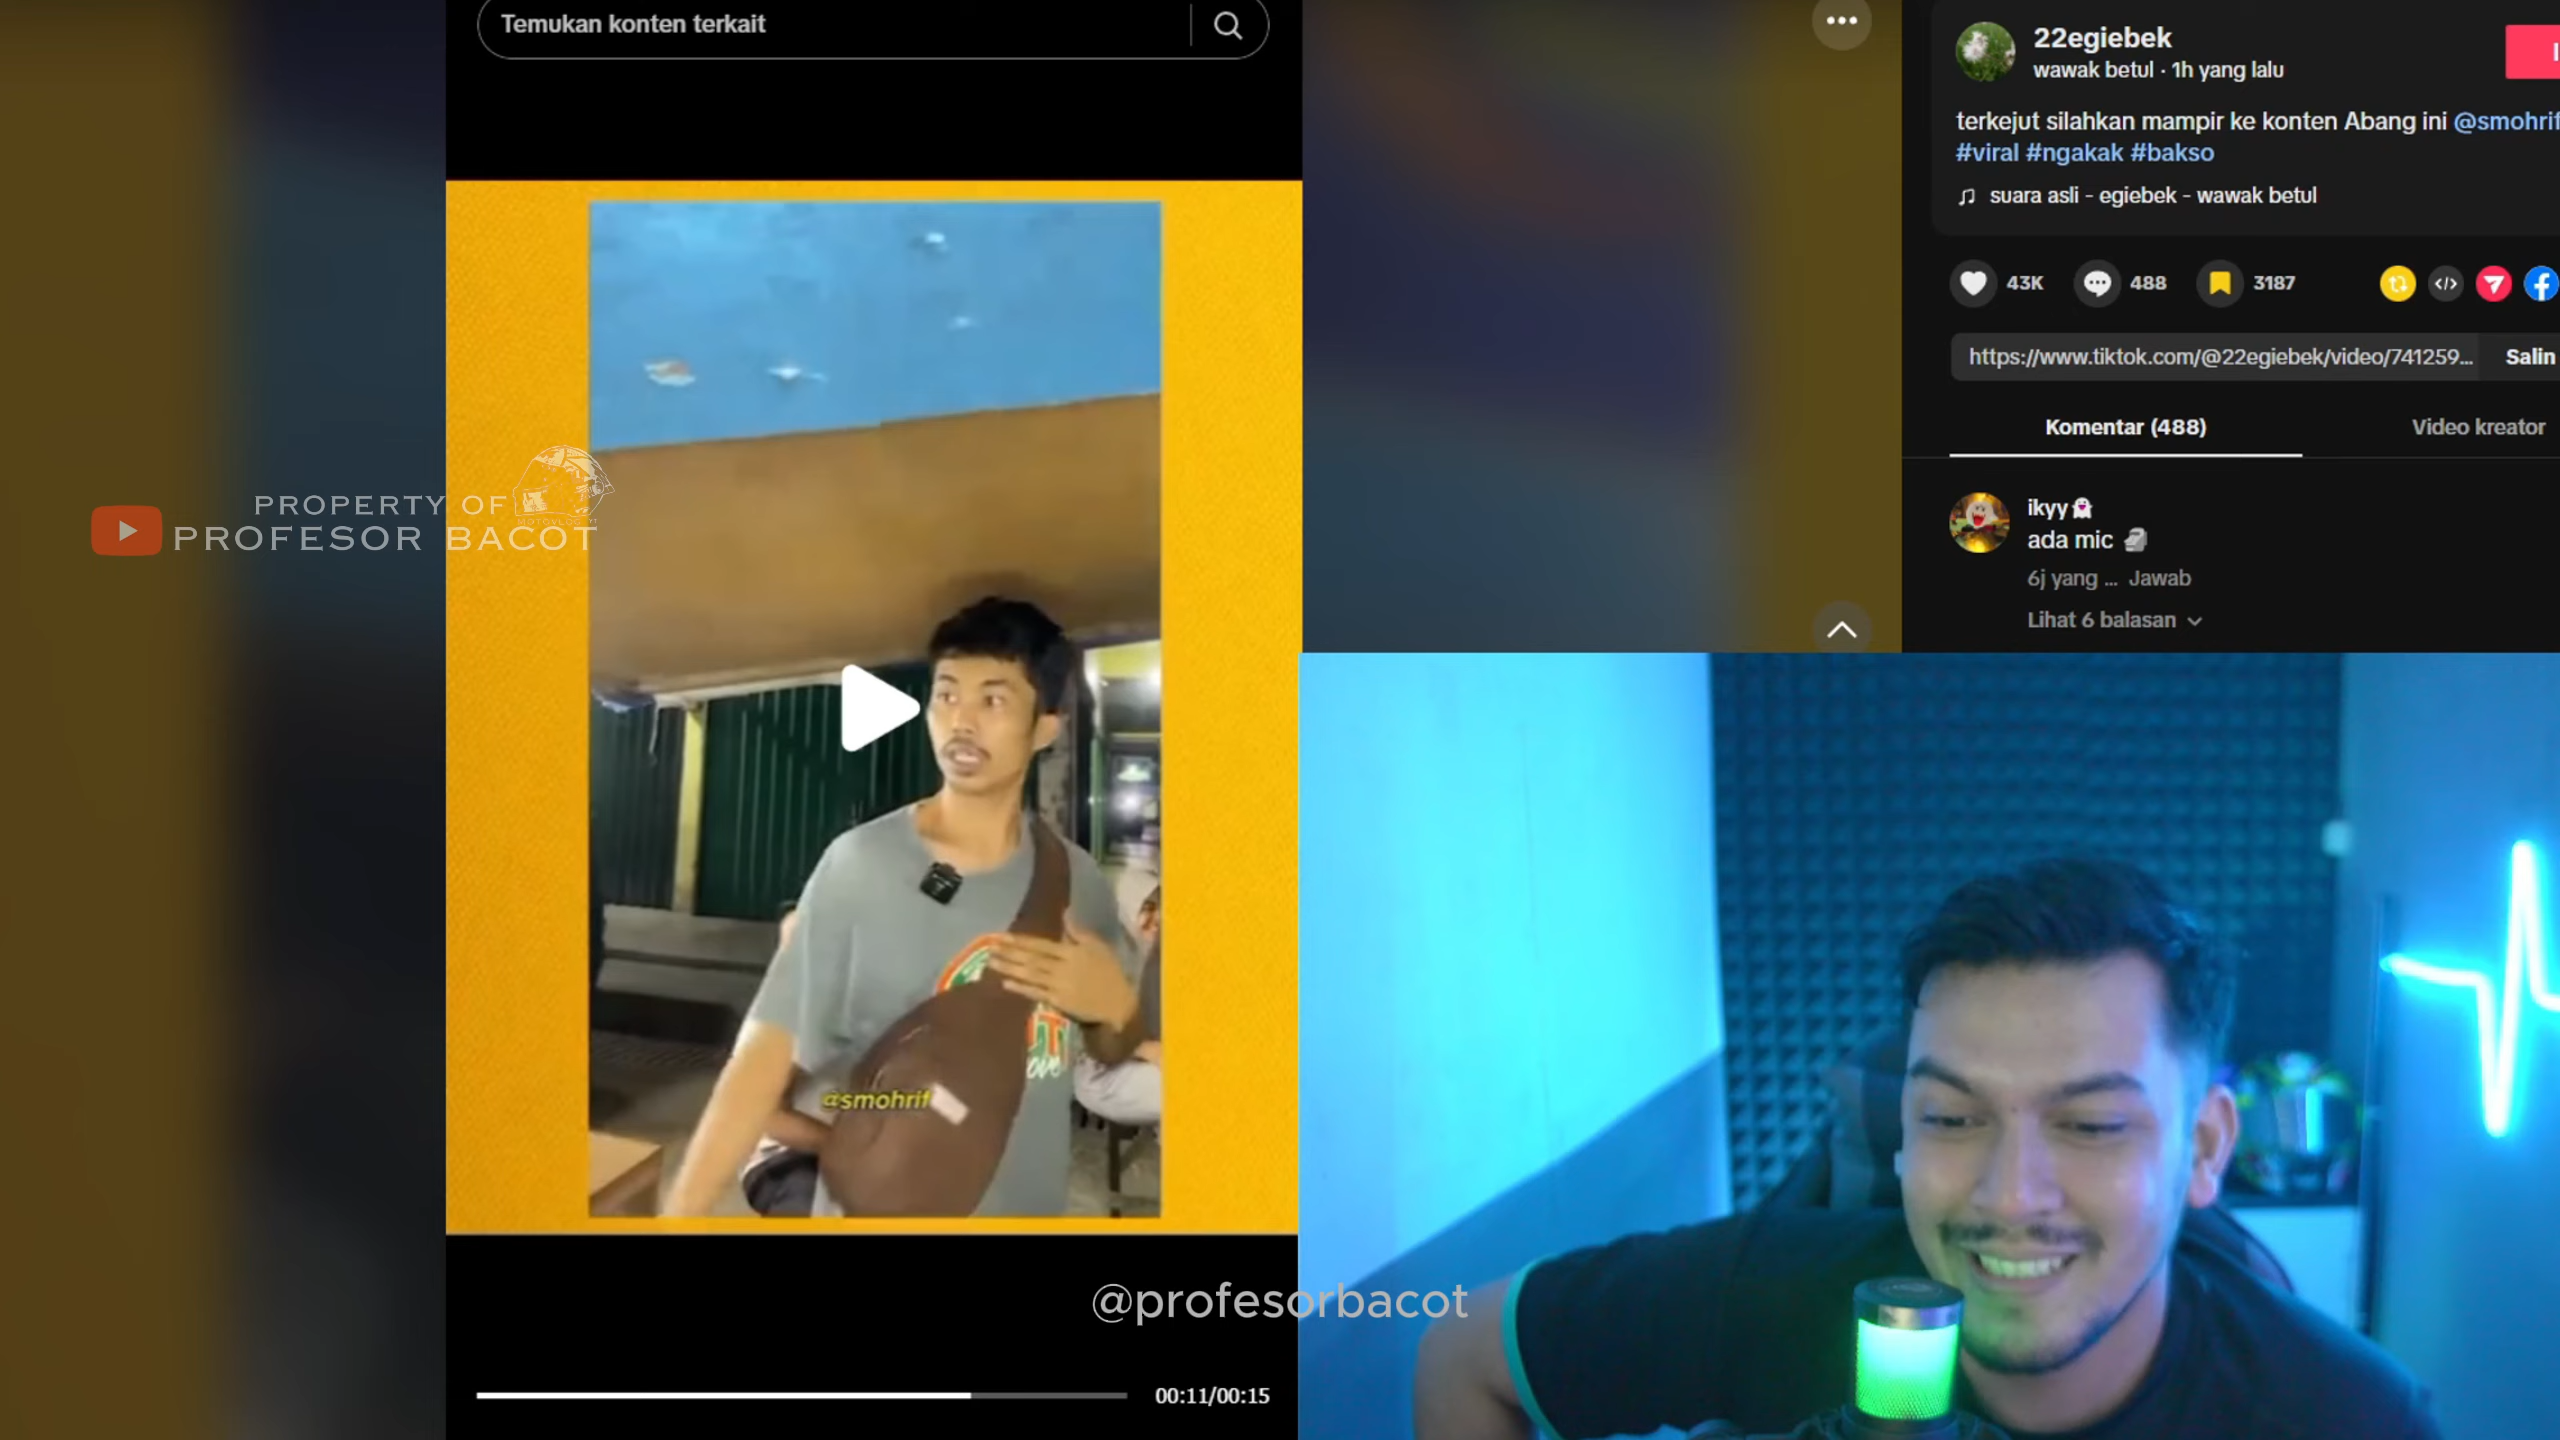 Temukan konten terkait
22egiebek
wawak betul · 1h yang lalu
terkejut silahkan mampir ke konten Abang ini @smohrif
#viral #ngakak #bakso
suara asli - egiebek - wawak betul
43K
488
3187
https://www.tiktok.com/@22egiebek/video/741259...
Salin
Komentar (488)
Video kreator
ikyy
ada mic
6j yang ... Jawab
Lihat 6 balasan
PROPERTY OF
PROFESOR BACOT
@smohrif
@profesorbacot
00:11/00:15